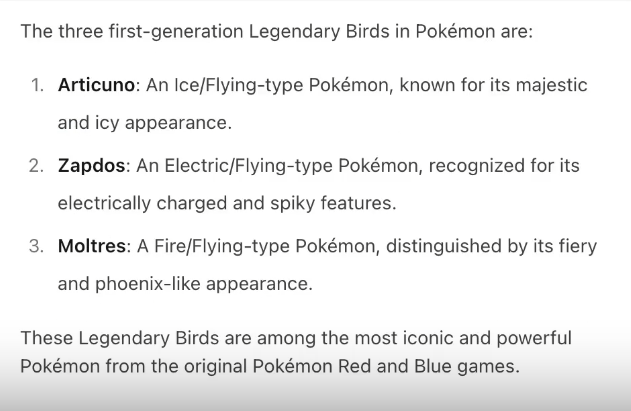 The three first-generation Legendary Birds in Pokémon are:
1. Articuno: An Ice/Flying-type Pokémon, known for its majestic
and icy appearance.
2. Zapdos: An Electric/Flying-type Pokémon, recognized for its
electrically charged and spiky features.
3. Moltres: A Fire/Flying-type Pokémon, distinguished by its fiery
and phoenix-like appearance.
These Legendary Birds are among the most iconic and powerful
Pokémon from the original Pokémon Red and Blue games.